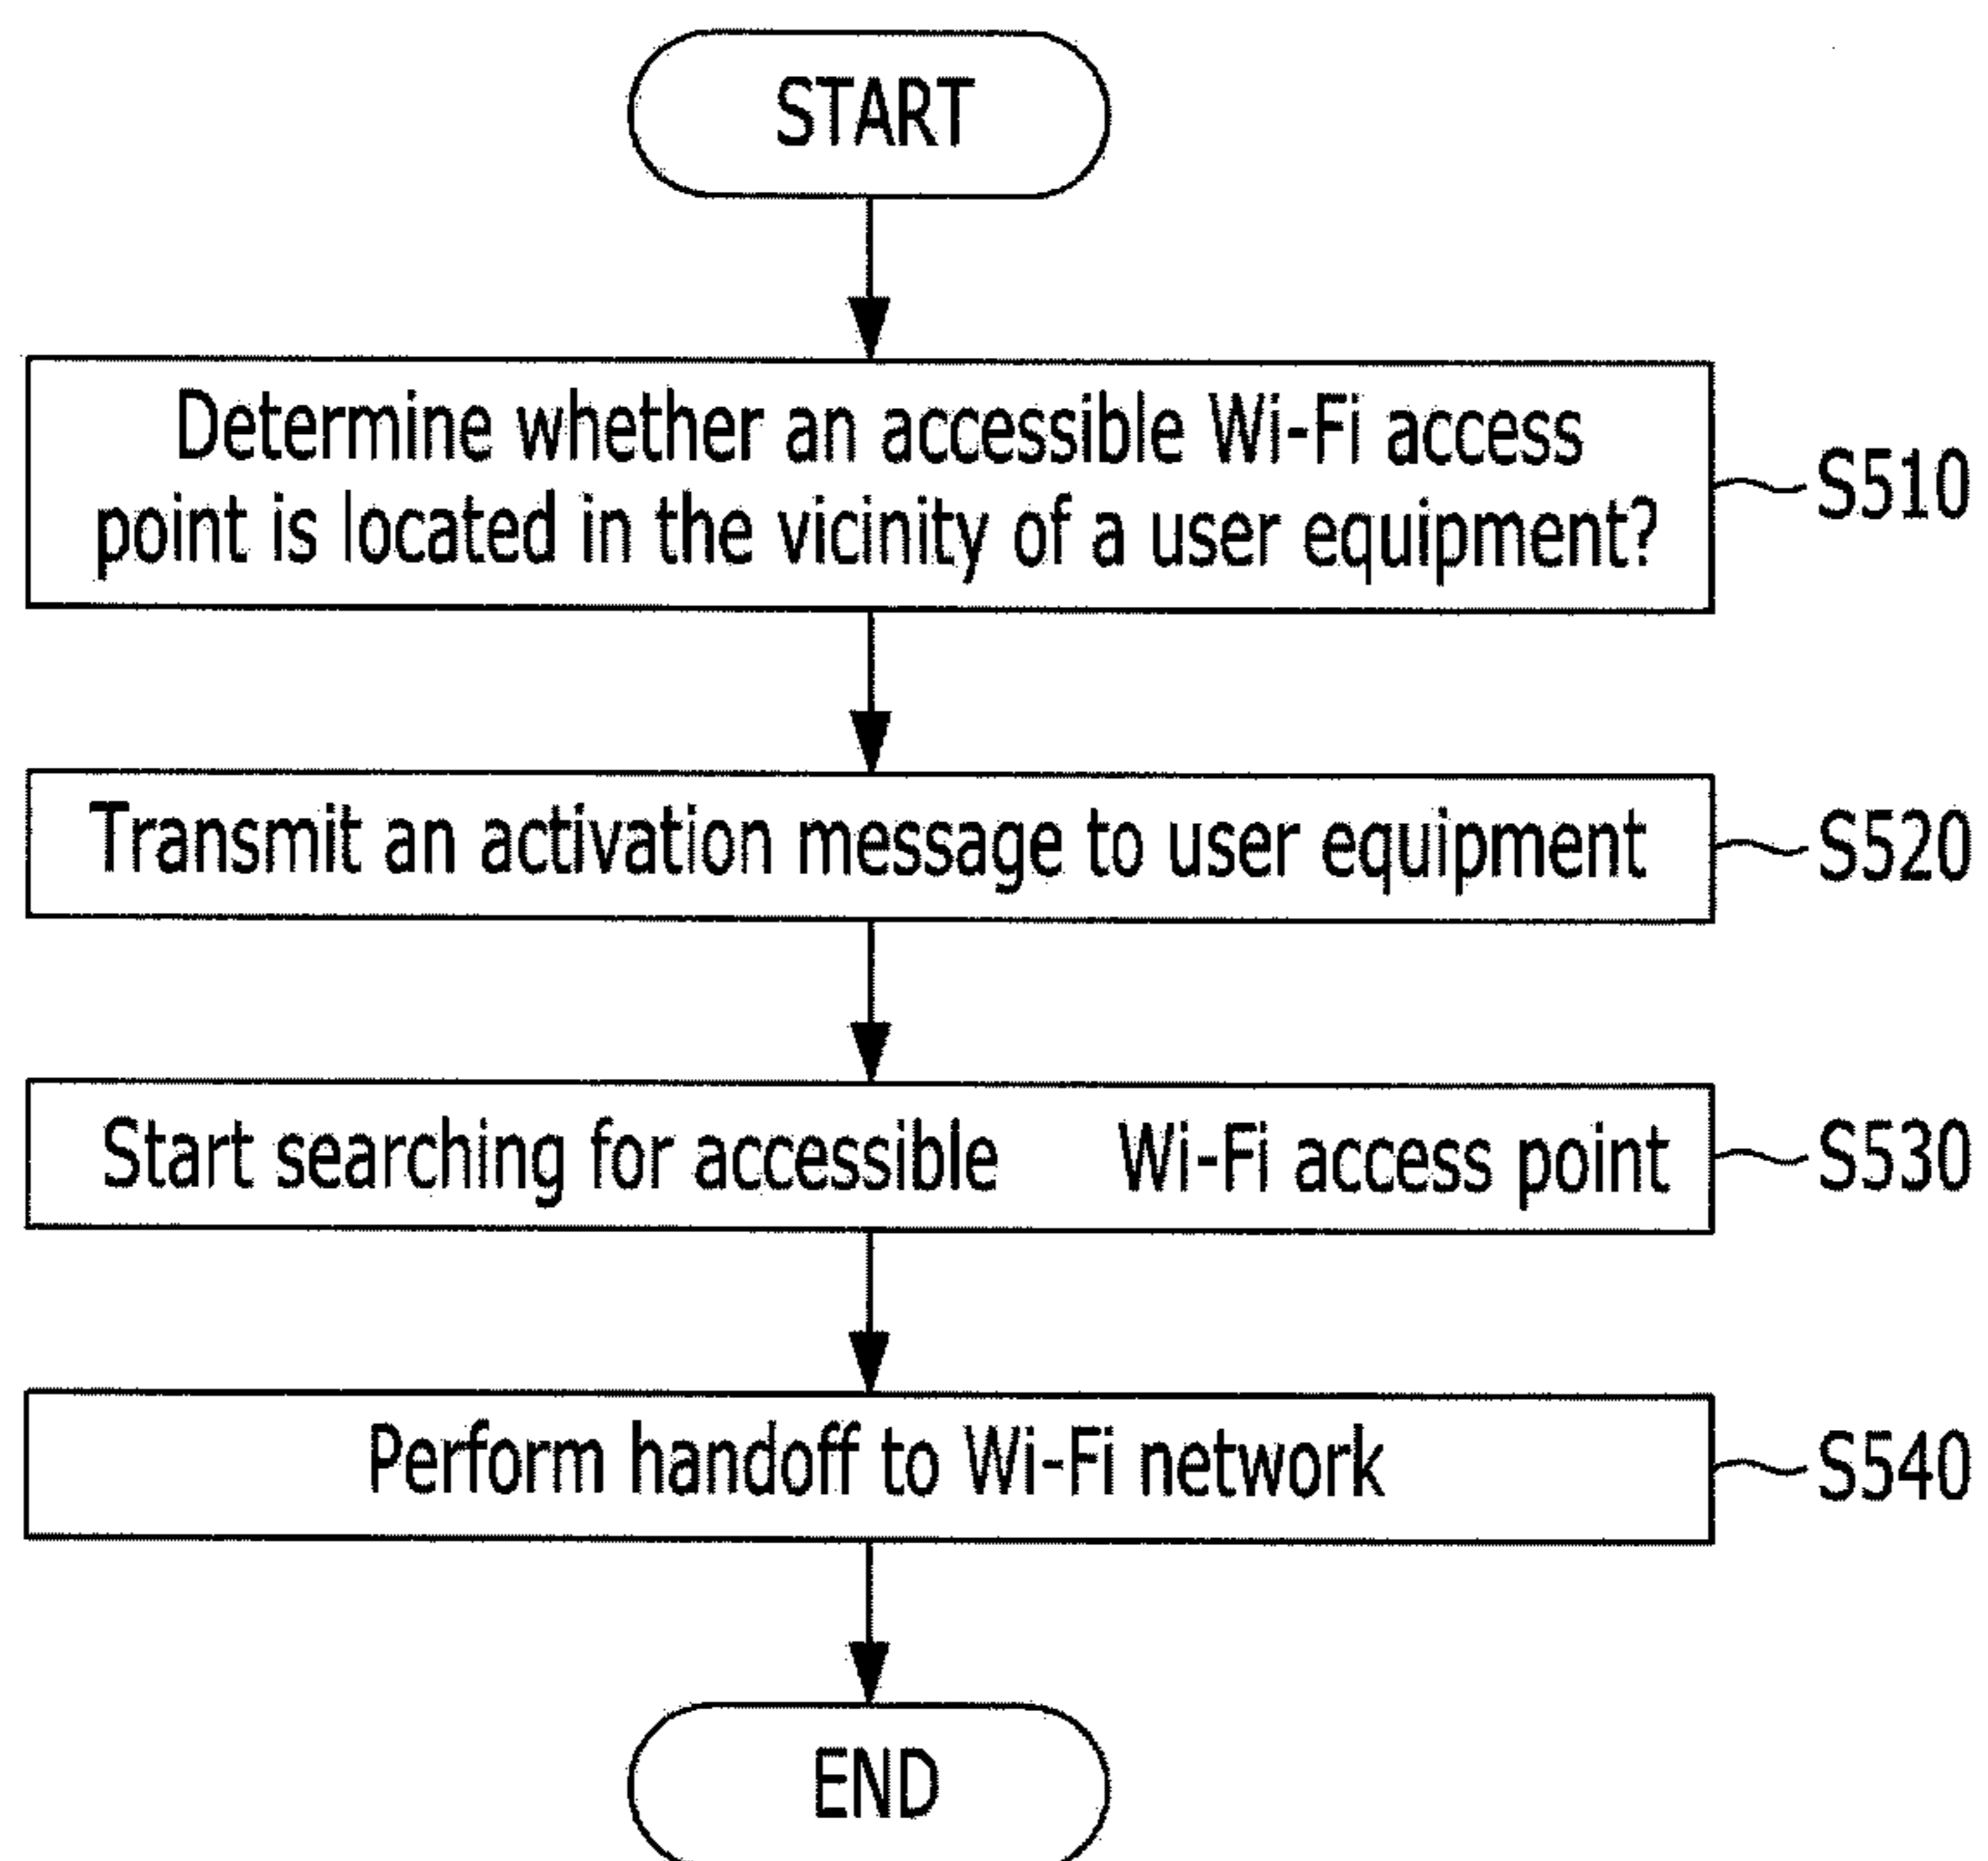 START
Determine whether an accessible Wi-Fi access
point is located in the vicinity of a user equipment?
S510
Transmit an activation message to user equipment
S520
Start searching for accessible Wi-Fi access point
S530
Perform handoff to Wi-Fi network
S540
END